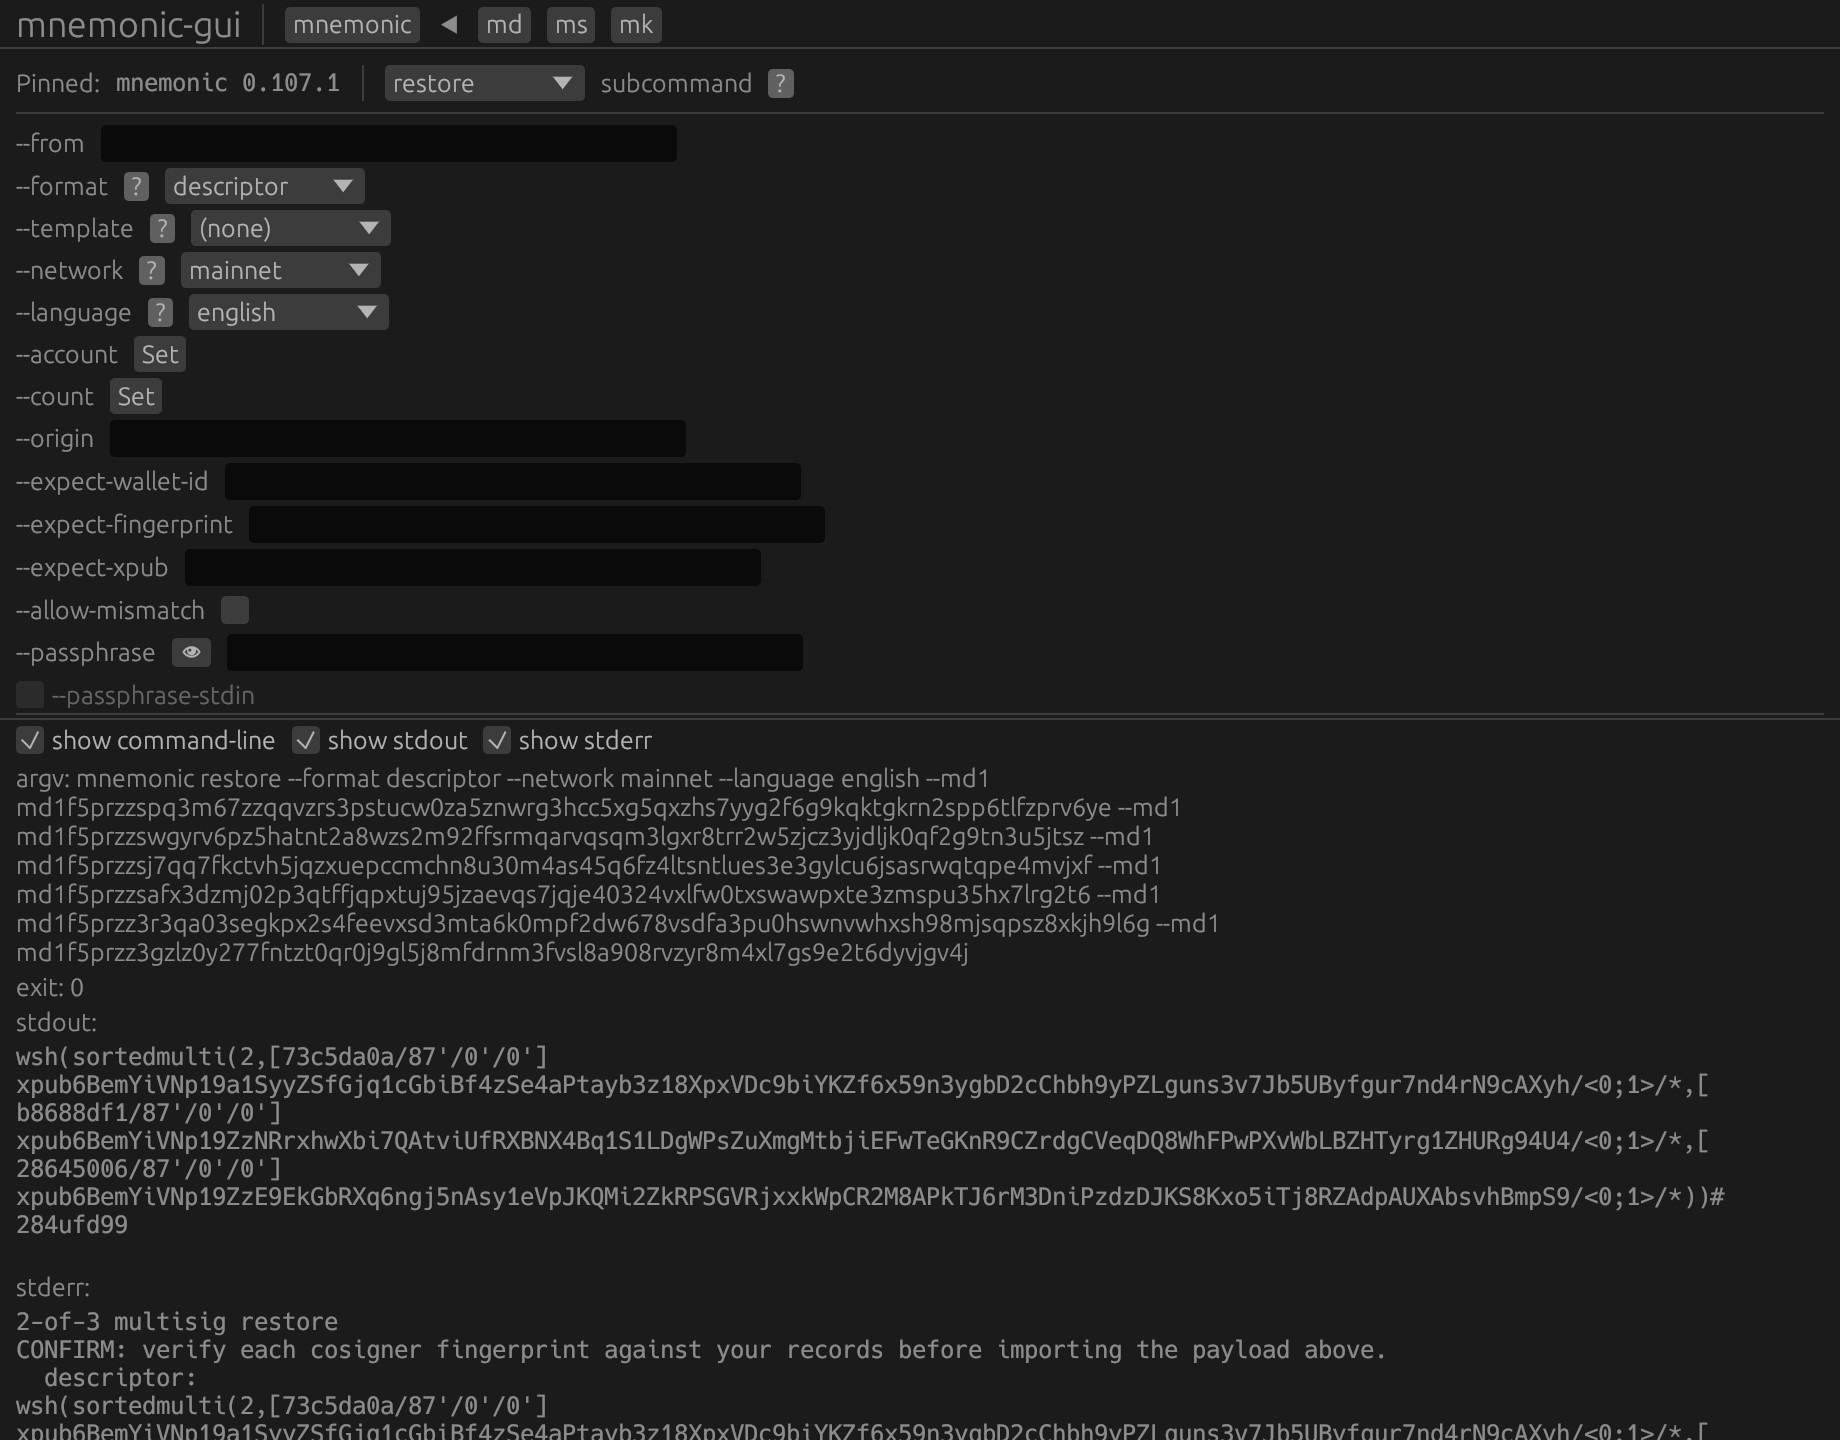 mnemonic-gui mnemonic ◀ md ms mk
Pinned: mnemonic 0.107.1 restore subcommand ?
--from
--format ? descriptor
--template ? (none)
--network ? mainnet
--language ? english
--account Set
--count Set
--origin
--expect-wallet-id
--expect-fingerprint
--expect-xpub
--allow-mismatch
--passphrase
--passphrase-stdin
show command-line show stdout show stderr
argv: mnemonic restore --format descriptor --network mainnet --language english --md1
md1f5przzspq3m67zzqqvzrs3pstucw0za5znwrg3hcc5xg5qxzhs7yyg2f6g9kqktgkrn2spp6tlfzprv6ye --md1
md1f5przzswgyrv6pz5hatnt2a8wzs2m92ffsrmqarvqsqm3lgxr8trr2w5zjcz3yjdljk0qf2g9tn3u5jtsz --md1
md1f5przzsj7qq7fkctvh5jqzxuepccmchn8u30m4as45q6fz4ltsntlues3e3gylcu6jsasrwqtqpe4mvjxf --md1
md1f5przzsafx3dzmj02p3qtffjqpxtuj95jzaevqs7jqje40324vxlfw0txswawpxte3zmspu35hx7lrg2t6 --md1
md1f5przz3r3qa03segkpx2s4feevxsd3mta6k0mpf2dw678vsdfa3pu0hswnvwhxsh98mjsqpsz8xkjh9l6g --md1
md1f5przz3gzlz0y277fntzt0qr0j9gl5j8mfdrnm3fvsl8a908rvzyr8m4xl7gs9e2t6dyvjgv4j
exit: 0
stdout:
wsh(sortedmulti(2,[73c5da0a/87'/0'/0']
xpub6BemYiVNp19a1SyyZSfGjq1cGbiBf4zSe4aPtayb3z18XpxVDc9biYKZf6x59n3ygbD2cChbh9yPZLguns3v7Jb5UByfgur7nd4rN9cAXyh/<0;1>/*,[
b8688df1/87'/0'/0']
xpub6BemYiVNp19ZzNRrxhwXbi7QAtviUfRXBNX4Bq1S1LDgWPsZuXmgMtbjiEFwTeGKnR9CZrdgCVeqDQ8WhFPwPXvWbLBZHTyrg1ZHURg94U4/<0;1>/*,[
28645006/87'/0'/0']
xpub6BemYiVNp19ZzE9EkGbRXq6ngj5nAsy1eVpJKQMi2ZkRPSGVRjxxkWpCR2M8APkTJ6rM3DniPzdzDJKS8Kxo5iTj8RZAdpAUXAbsvhBmpS9/<0;1>/*))#
284ufd99
stderr:
2-of-3 multisig restore
CONFIRM: verify each cosigner fingerprint against your records before importing the payload above.
descriptor:
wsh(sortedmulti(2,[73c5da0a/87'/0'/0']
xpub6BemYiVNp19a1SyyZSfGjq1cGbiBf4zSe4aPtayb3z18XpxVDc9biYKZf6x59n3ygbD2cChbh9yPZLguns3v7Jb5UByfgur7nd4rN9cAXyh/<0;1>/*,[